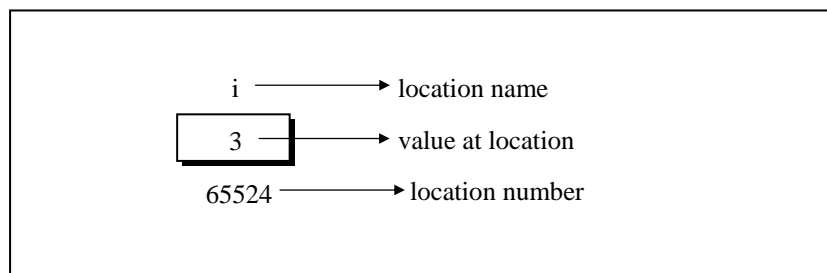 i location name
3 value at location
65524 location number